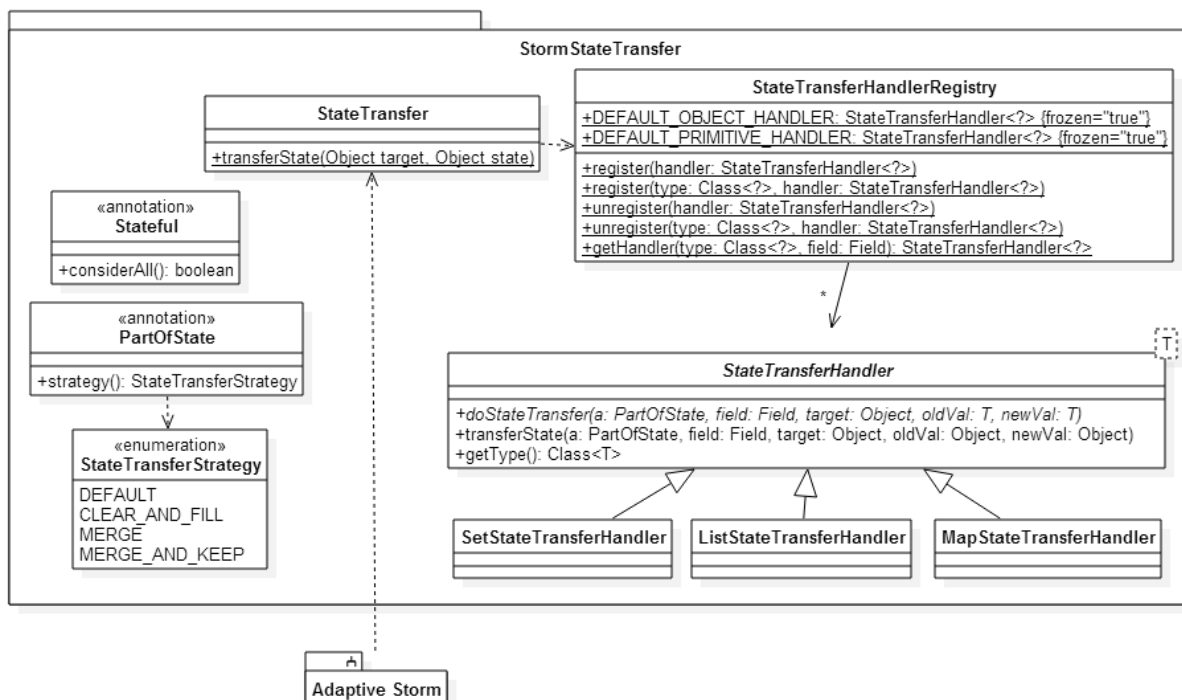 StormStateTransfer
StateTransfer
+transferState(Object target, Object state)
StateTransferHandlerRegistry
+DEFAULT_OBJECT_HANDLER: StateTransferHandler<?> {frozen="true"}
+DEFAULT_PRIMITIVE_HANDLER: StateTransferHandler<?> {frozen="true"}
+register(handler: StateTransferHandler<?>)
+register(type: Class<?>, handler: StateTransferHandler<?>)
+unregister(handler: StateTransferHandler<?>)
+unregister(type: Class<?>, handler: StateTransferHandler<?>)
+getHandler(type: Class<?>, field: Field): StateTransferHandler<?>
«annotation»
Stateful
+considerAll(): boolean
«annotation»
PartOfState
+strategy(): StateTransferStrategy
«enumeration»
StateTransferStrategy
DEFAULT
CLEAR_AND_FILL
MERGE
MERGE_AND_KEEP
*
T
StateTransferHandler
+doStateTransfer(a: PartOfState, field: Field, target: Object, oldVal: T, newVal: T)
+transferState(a: PartOfState, field: Field, target: Object, oldVal: Object, newVal: Object)
+getType(): Class<T>
SetStateTransferHandler
ListStateTransferHandler
MapStateTransferHandler
Adaptive Storm